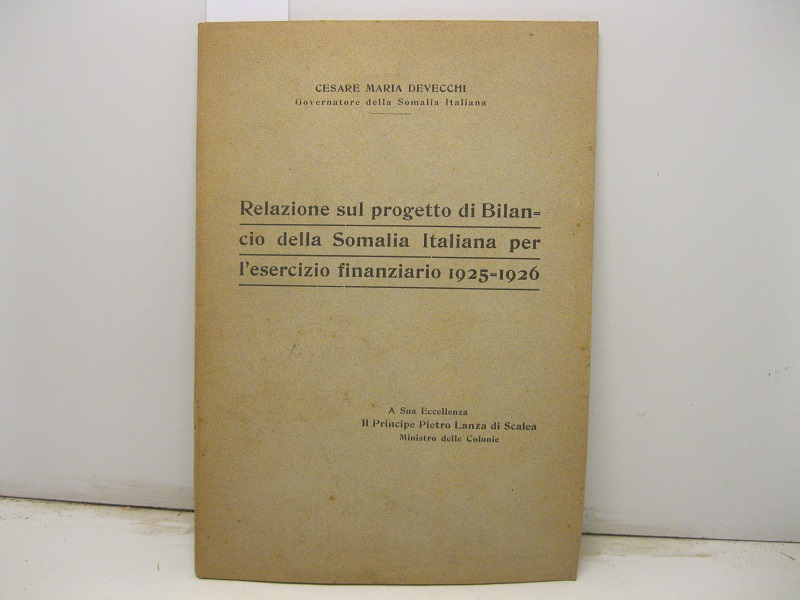 CESARE MARIA DEVECCHI
Governatore della Somalia Italiana
Relazione sul progetto di Bilan=
cio della Somalia Italiana per
l'esercizio finanziario 1925=1926
A Sua Eccellenza
Il Principe Pietro Lanza di Scalea
Ministro delle Colonie